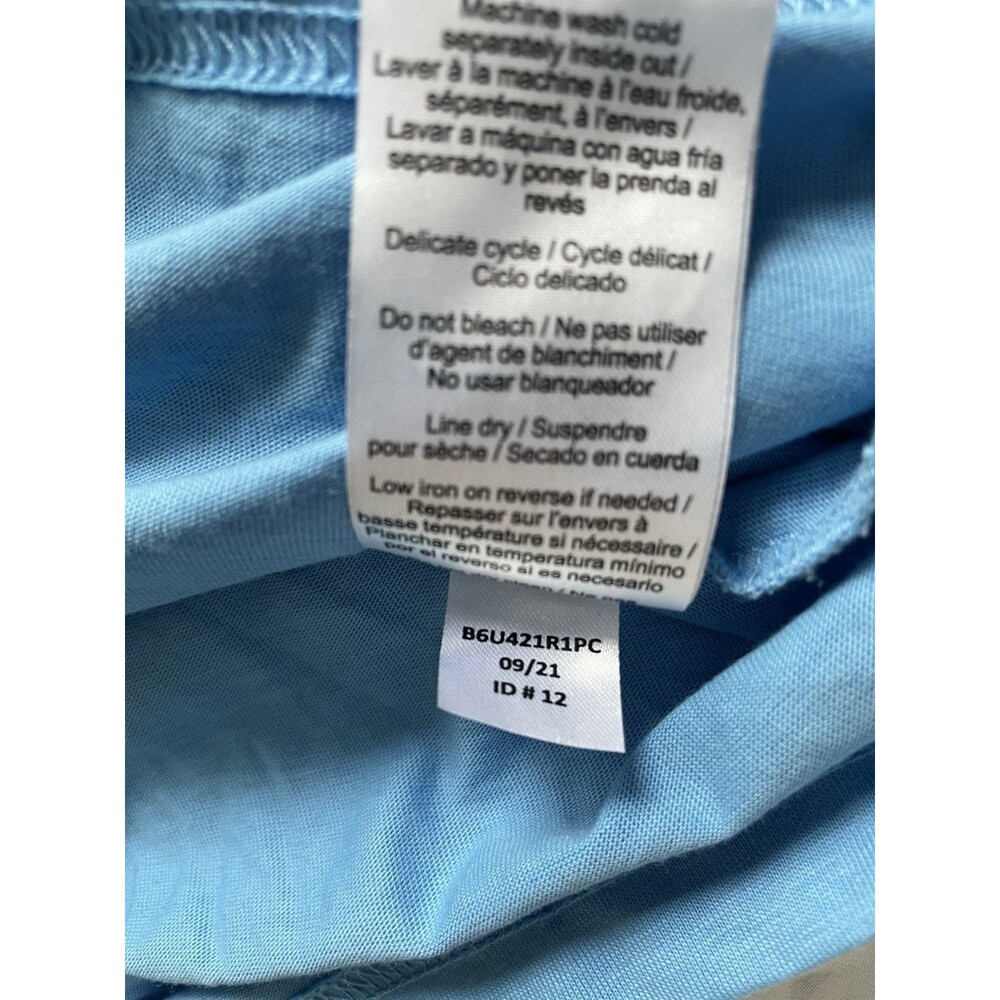 Machine wash cold
separately inside out /
Laver à la machine à l'eau froide,
séparément, à l'envers /
Lavar a máquina con agua fría
separado y poner la prenda al
revés
Delicate cycle / Cycle délicat /
Ciclo delicado
Do not bleach / Ne pas utiliser
d'agent de blanchiment /
No usar blanqueador
Line dry / Suspendre
pour sèche / Secado en cuerda
Low iron on reverse if needed /
Repasser sur l'envers à
basse température si nécessaire /
Planchar en temperatura mínimo
por el reverso si es necesario
B6U421R1PC
09/21
ID # 12